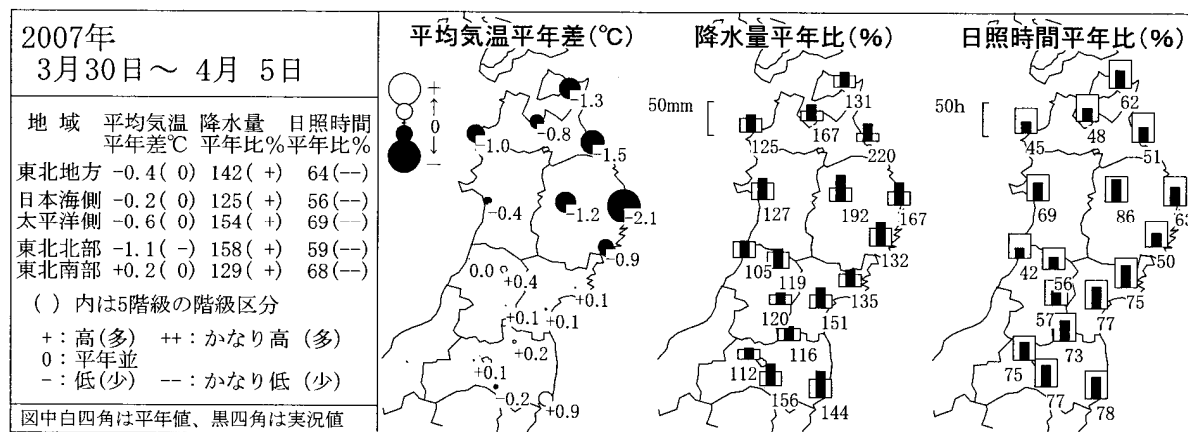 2007年
3月30日～ 4月 5日
地 域 平均気温 降水量 日照時間
平年差℃ 平年比% 平年比%
東北地方 -0.4( 0) 142( +) 64(--)
日本海側 -0.2( 0) 125( +) 56(--)
太平洋側 -0.6( 0) 154( +) 69(--)
東北北部 -1.1( -) 158( +) 59(--)
東北南部 +0.2( 0) 129( +) 68(--)
( ) 内は5階級の階級区分
+：高(多) ++：かなり高 (多)
0：平年並
-：低(少) --：かなり低 (少)
図中白四角は平年値、黒四角は実況値
平均気温平年差(℃)
+
↑
0
↓
-
-1.3
-0.8
-1.0
-1.5
-0.4
-1.2
-2.1
-0.9
0.0
+0.4
+0.1
+0.1
+0.1
+0.2
+0.1
-0.2
+0.9
降水量平年比(%)
50mm
131
167
125
220
127
192
167
132
105
119
135
120
151
116
112
156
144
日照時間平年比(%)
50h
62
48
45
51
69
86
63
50
42
56
75
57
77
73
75
77
78